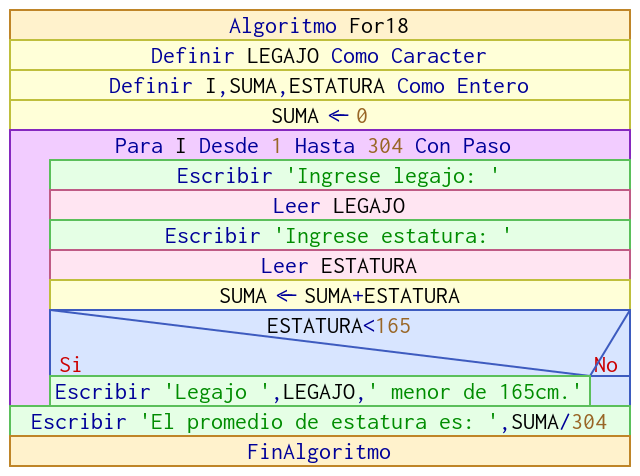 Algoritmo For18
Definir LEGAJO Como Caracter
Definir I,SUMA,ESTATURA Como Entero
SUMA ← 0
Para I Desde 1 Hasta 304 Con Paso
Escribir 'Ingrese legajo: '
Leer LEGAJO
Escribir 'Ingrese estatura: '
Leer ESTATURA
SUMA ← SUMA+ESTATURA
ESTATURA<165
Si No
Escribir 'Legajo ',LEGAJO,' menor de 165cm.'
Escribir 'El promedio de estatura es: ',SUMA/304
FinAlgoritmo